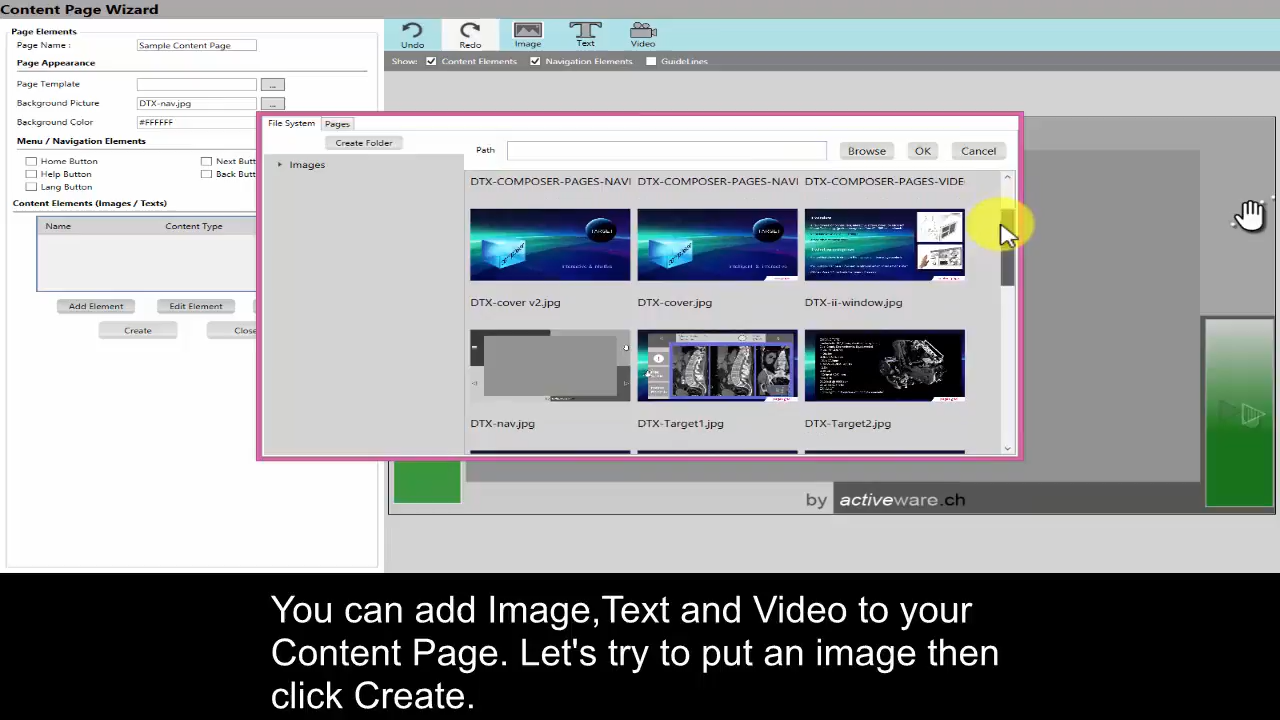 Content Page Wizard
Page Elements
Page Name :
Sample Content Page
Page Appearance
Page Template
...
Background Picture
DTX-nav.jpg
...
Background Color
#FFFFFF
Menu / Navigation Elements
Home Button
Next Butt
Help Button
Back Butt
Lang Button
Content Elements (Images / Texts)
Name
Content Type
Add Element
Edit Element
Create
Close
Undo
Redo
Image
Text
Video
Show:
Content Elements
Navigation Elements
GuideLines
File System
Pages
Create Folder
Path
Browse
OK
Cancel
Images
DTX-COMPOSER-PAGES-NAVI
DTX-COMPOSER-PAGES-NAVI
DTX-COMPOSER-PAGES-VIDE
TARGET
TARGET
DTX-cover v2.jpg
DTX-cover.jpg
DTX-ii-window.jpg
DTX-nav.jpg
DTX-Target1.jpg
DTX-Target2.jpg
by activeware.ch
You can add Image,Text and Video to your
Content Page. Let's try to put an image then
click Create.